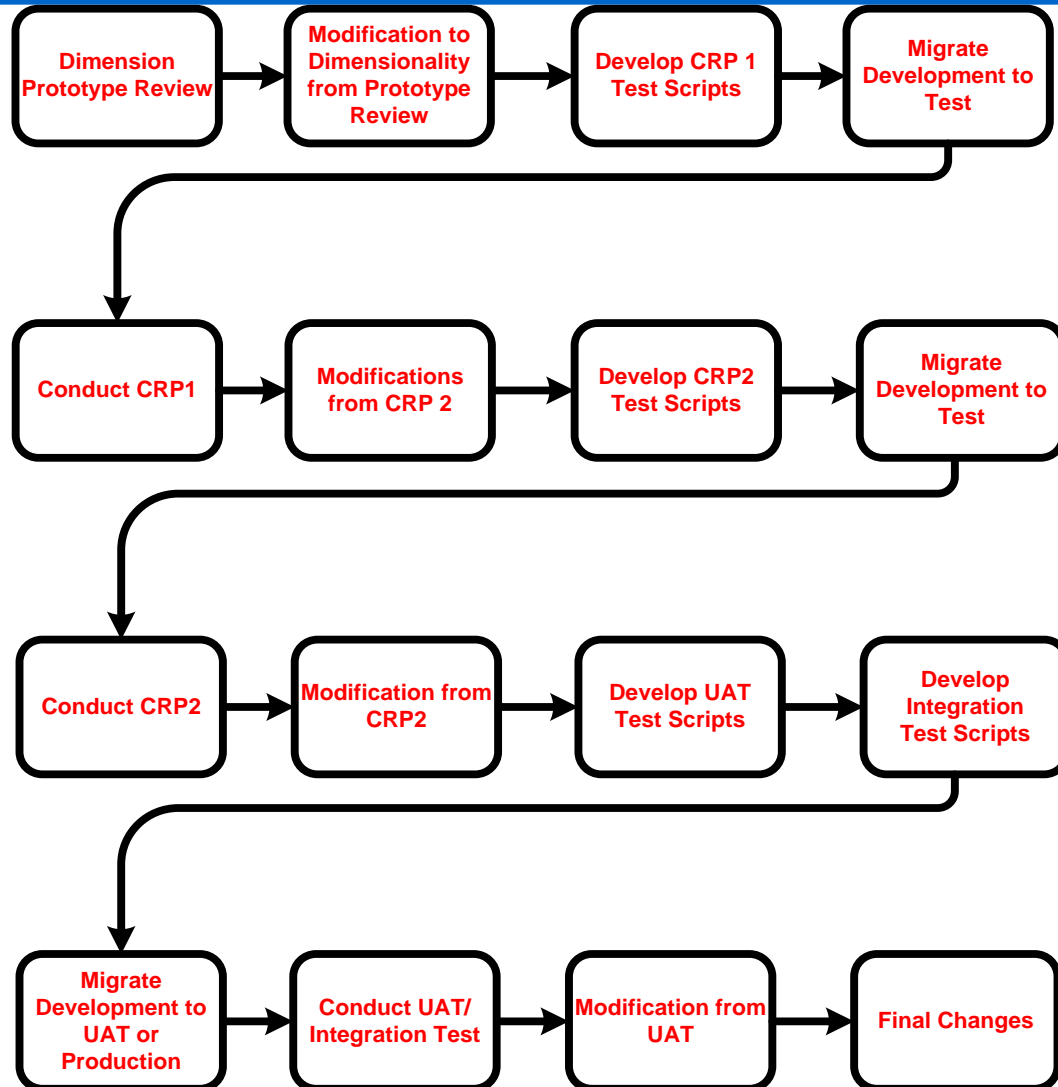 Dimension
Prototype Review
Modification to
Dimensionality
from Prototype
Review
Develop CRP 1
Test Scripts
Migrate
Development to
Test
Conduct CRP1
Modifications
from CRP 2
Develop CRP2
Test Scripts
Migrate
Development to
Test
Conduct CRP2
Modification from
CRP2
Develop UAT
Test Scripts
Develop
Integration
Test Scripts
Migrate
Development to
UAT or
Production
Conduct UAT/
Integration Test
Modification from
UAT
Final Changes